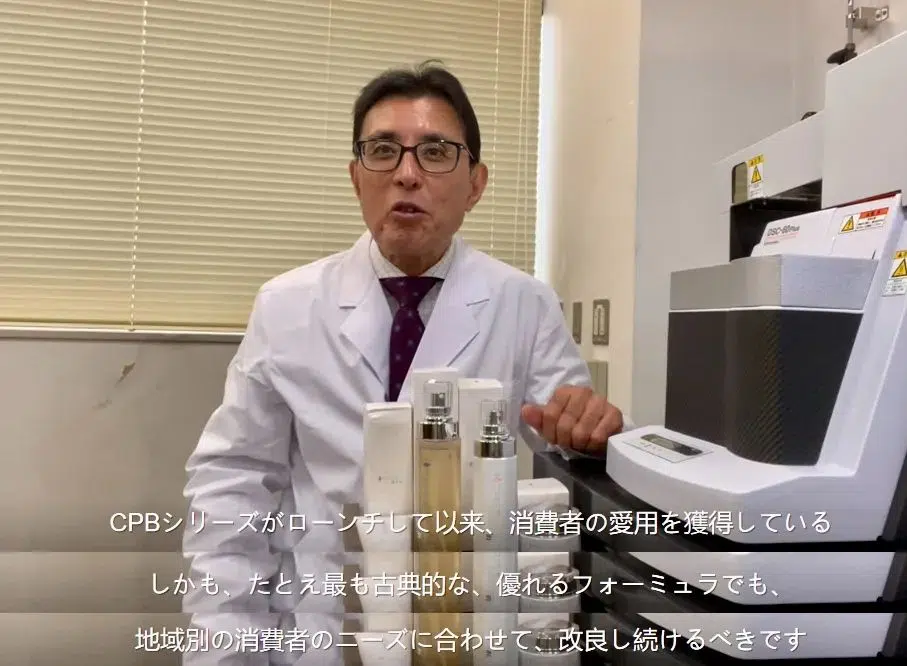 DSC-60Plus
CPBシリーズがローンチして以来、消費者の愛用を獲得している
しかも、たとえ最も古典的な、優れるフォーミュラでも、
地域別の消費者のニーズに合わせて、改良し続けるべきです